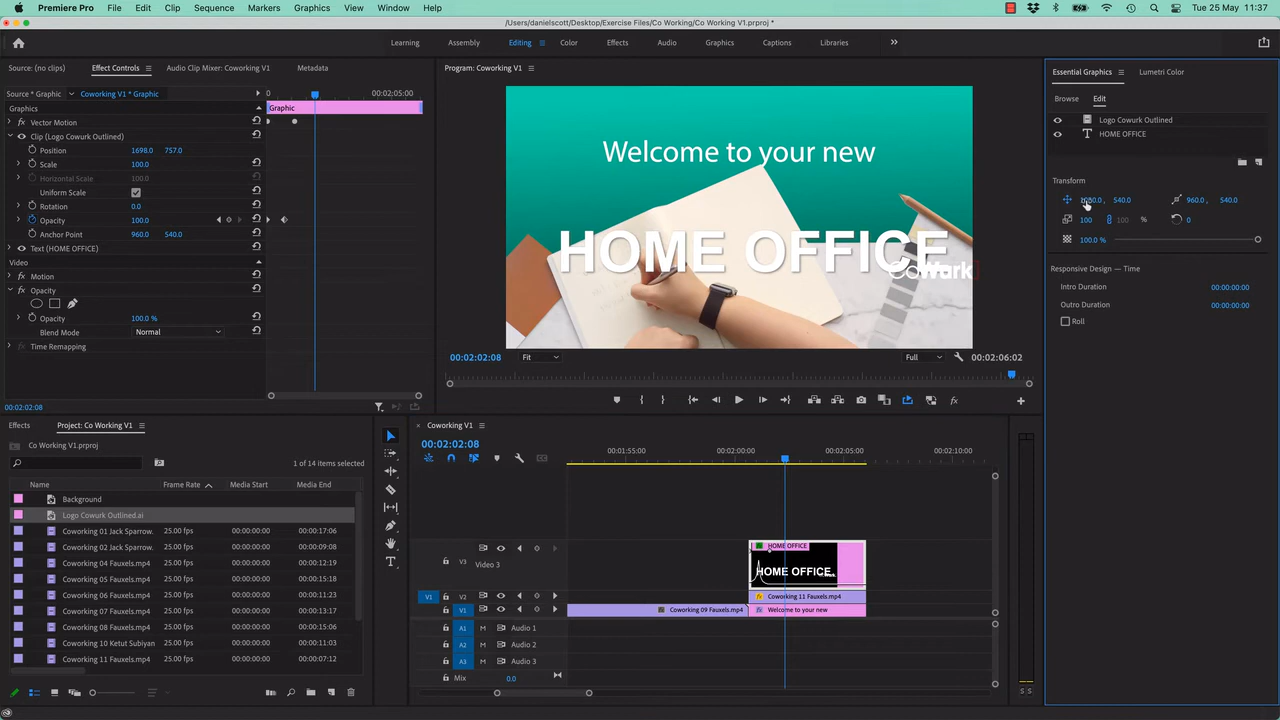 Premiere Pro File Edit Clip Sequence Markers Graphics View Window Help Tue 25 May 11:37
/Users/danielscott/Desktop/Exercise Files/Co Working/Co Working V1.prproj *
Learning Assembly Editing Color Effects Audio Graphics Captions Libraries
Source: (no clips) Effect Controls Audio Clip Mixer: Coworking V1 Metadata
Program: Coworking V1
Essential Graphics Lumetri Color
Source * Graphic Coworking V1 * Graphic 00:02:05:00
Graphics Graphic
Vector Motion
Clip (Logo Cowurk Outlined)
Position 1698.0 757.0
Scale 100.0
Horizontal Scale 100.0
Uniform Scale
Rotation 0.0
Opacity 100.0
Anchor Point 960.0 540.0
Text (HOME OFFICE)
Video
Motion
Opacity
Opacity 100.0 %
Blend Mode Normal
Time Remapping
00:02:02:08
Welcome to your new
HOME OFFICE
CoWurk
00:02:02:08 Fit Full 00:02:06:02
Browse Edit
Logo Cowurk Outlined
HOME OFFICE
Transform
540.0 960.0 , 540.0
100 100 % 0
100.0 %
Responsive Design — Time
Intro Duration 00:00:00:00
Outro Duration 00:00:00:00
Roll
Effects Project: Co Working V1
Co Working V1.prproj
1 of 14 items selected
Name Frame Rate Media Start Media End
Background
Logo Cowurk Outlined.ai
Coworking 01 Jack Sparrow. 25.00 fps 00:00:00:00 00:00:17:06
Coworking 02 Jack Sparrow. 25.00 fps 00:00:00:00 00:00:09:08
Coworking 04 Fauxels.mp4 25.00 fps 00:00:00:00 00:00:12:19
Coworking 05 Fauxels.mp4 25.00 fps 00:00:00:00 00:00:15:18
Coworking 06 Fauxels.mp4 25.00 fps 00:00:00:00 00:00:12:23
Coworking 07 Fauxels.mp4 25.00 fps 00:00:00:00 00:00:13:17
Coworking 08 Fauxels.mp4 25.00 fps 00:00:00:00 00:00:15:14
Coworking 10 Ketut Subiyan 25.00 fps 00:00:00:00 00:00:11:03
Coworking 11 Fauxels.mp4 25.00 fps 00:00:00:00 00:00:07:12
Coworking V1
00:02:02:08
00:01:55:00 00:02:00:00 00:02:05:00 00:02:10:00
V3 Video 3 HOME OFFICE
HOME OFFICE
V1 V2 fx Coworking 11 Fauxels.mp4
V1 Coworking 09 Fauxels.mp4 fx Welcome to your new
A1 M Audio 1
A2 M Audio 2
A3 M Audio 3
Mix 0.0
S S